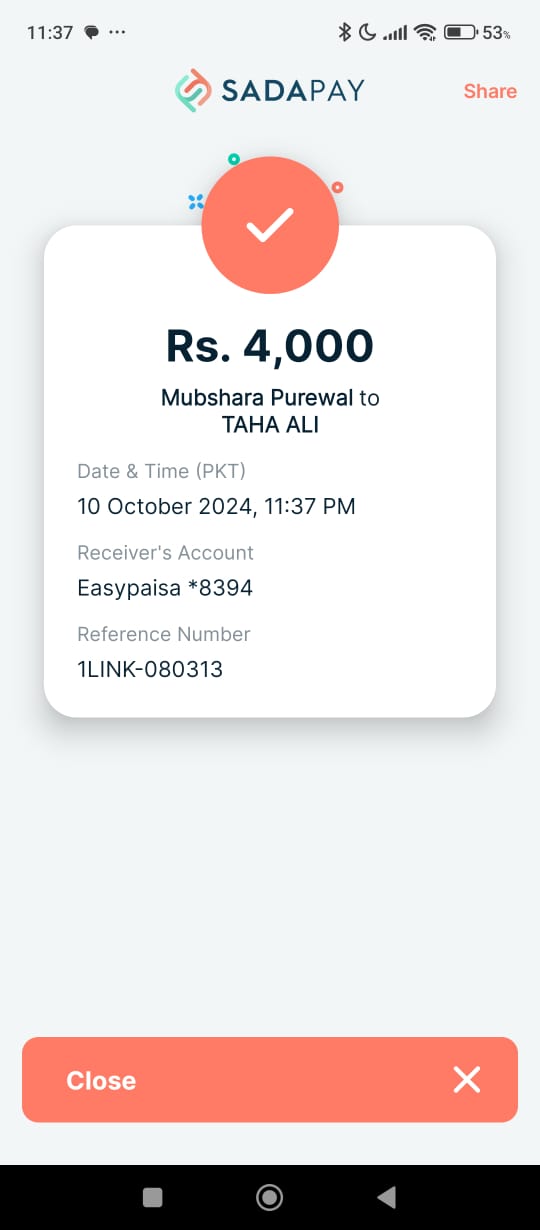 11:37 ... 53%
SADAPAY
Share
Rs. 4,000
Mubshara Purewal to
TAHA ALI
Date & Time (PKT)
10 October 2024, 11:37 PM
Receiver's Account
Easypaisa *8394
Reference Number
1LINK-080313
Close